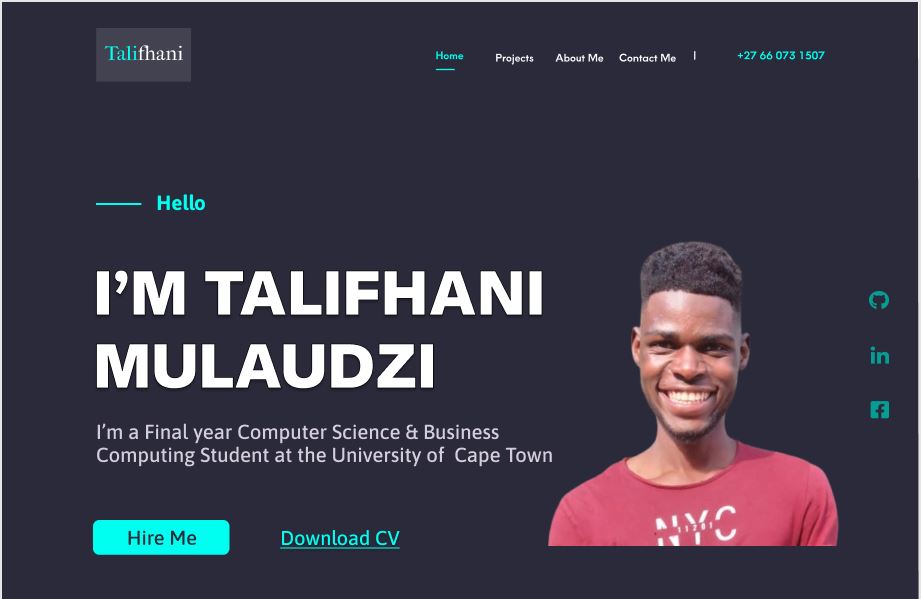 Talifhani
Home Projects About Me Contact Me | +27 66 073 1507
Hello
I’M TALIFHANI
MULAUDZI
I’m a Final year Computer Science & Business
Computing Student at the University of Cape Town
Hire Me Download CV
NYC
11201